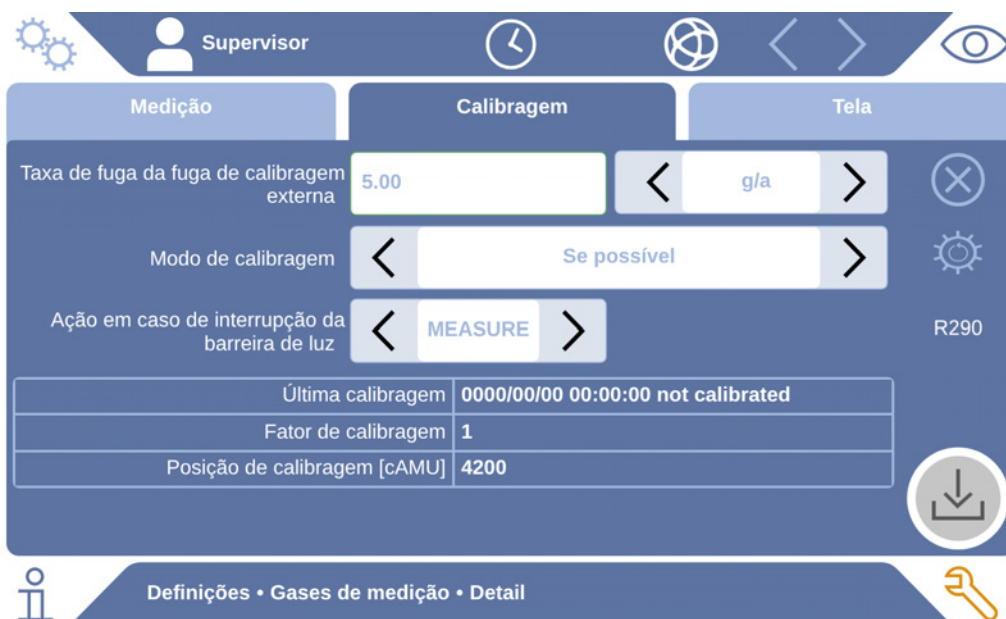 Supervisor
Medição
Calibragem
Tela
Taxa de fuga da fuga de calibragem
externa
5.00
g/a
Modo de calibragem
Se possível
Ação em caso de interrupção da
barreira de luz
MEASURE
R290
Última calibragem 0000/00/00 00:00:00 not calibrated
Fator de calibragem 1
Posição de calibragem [cAMU] 4200
Definições • Gases de medição • Detail